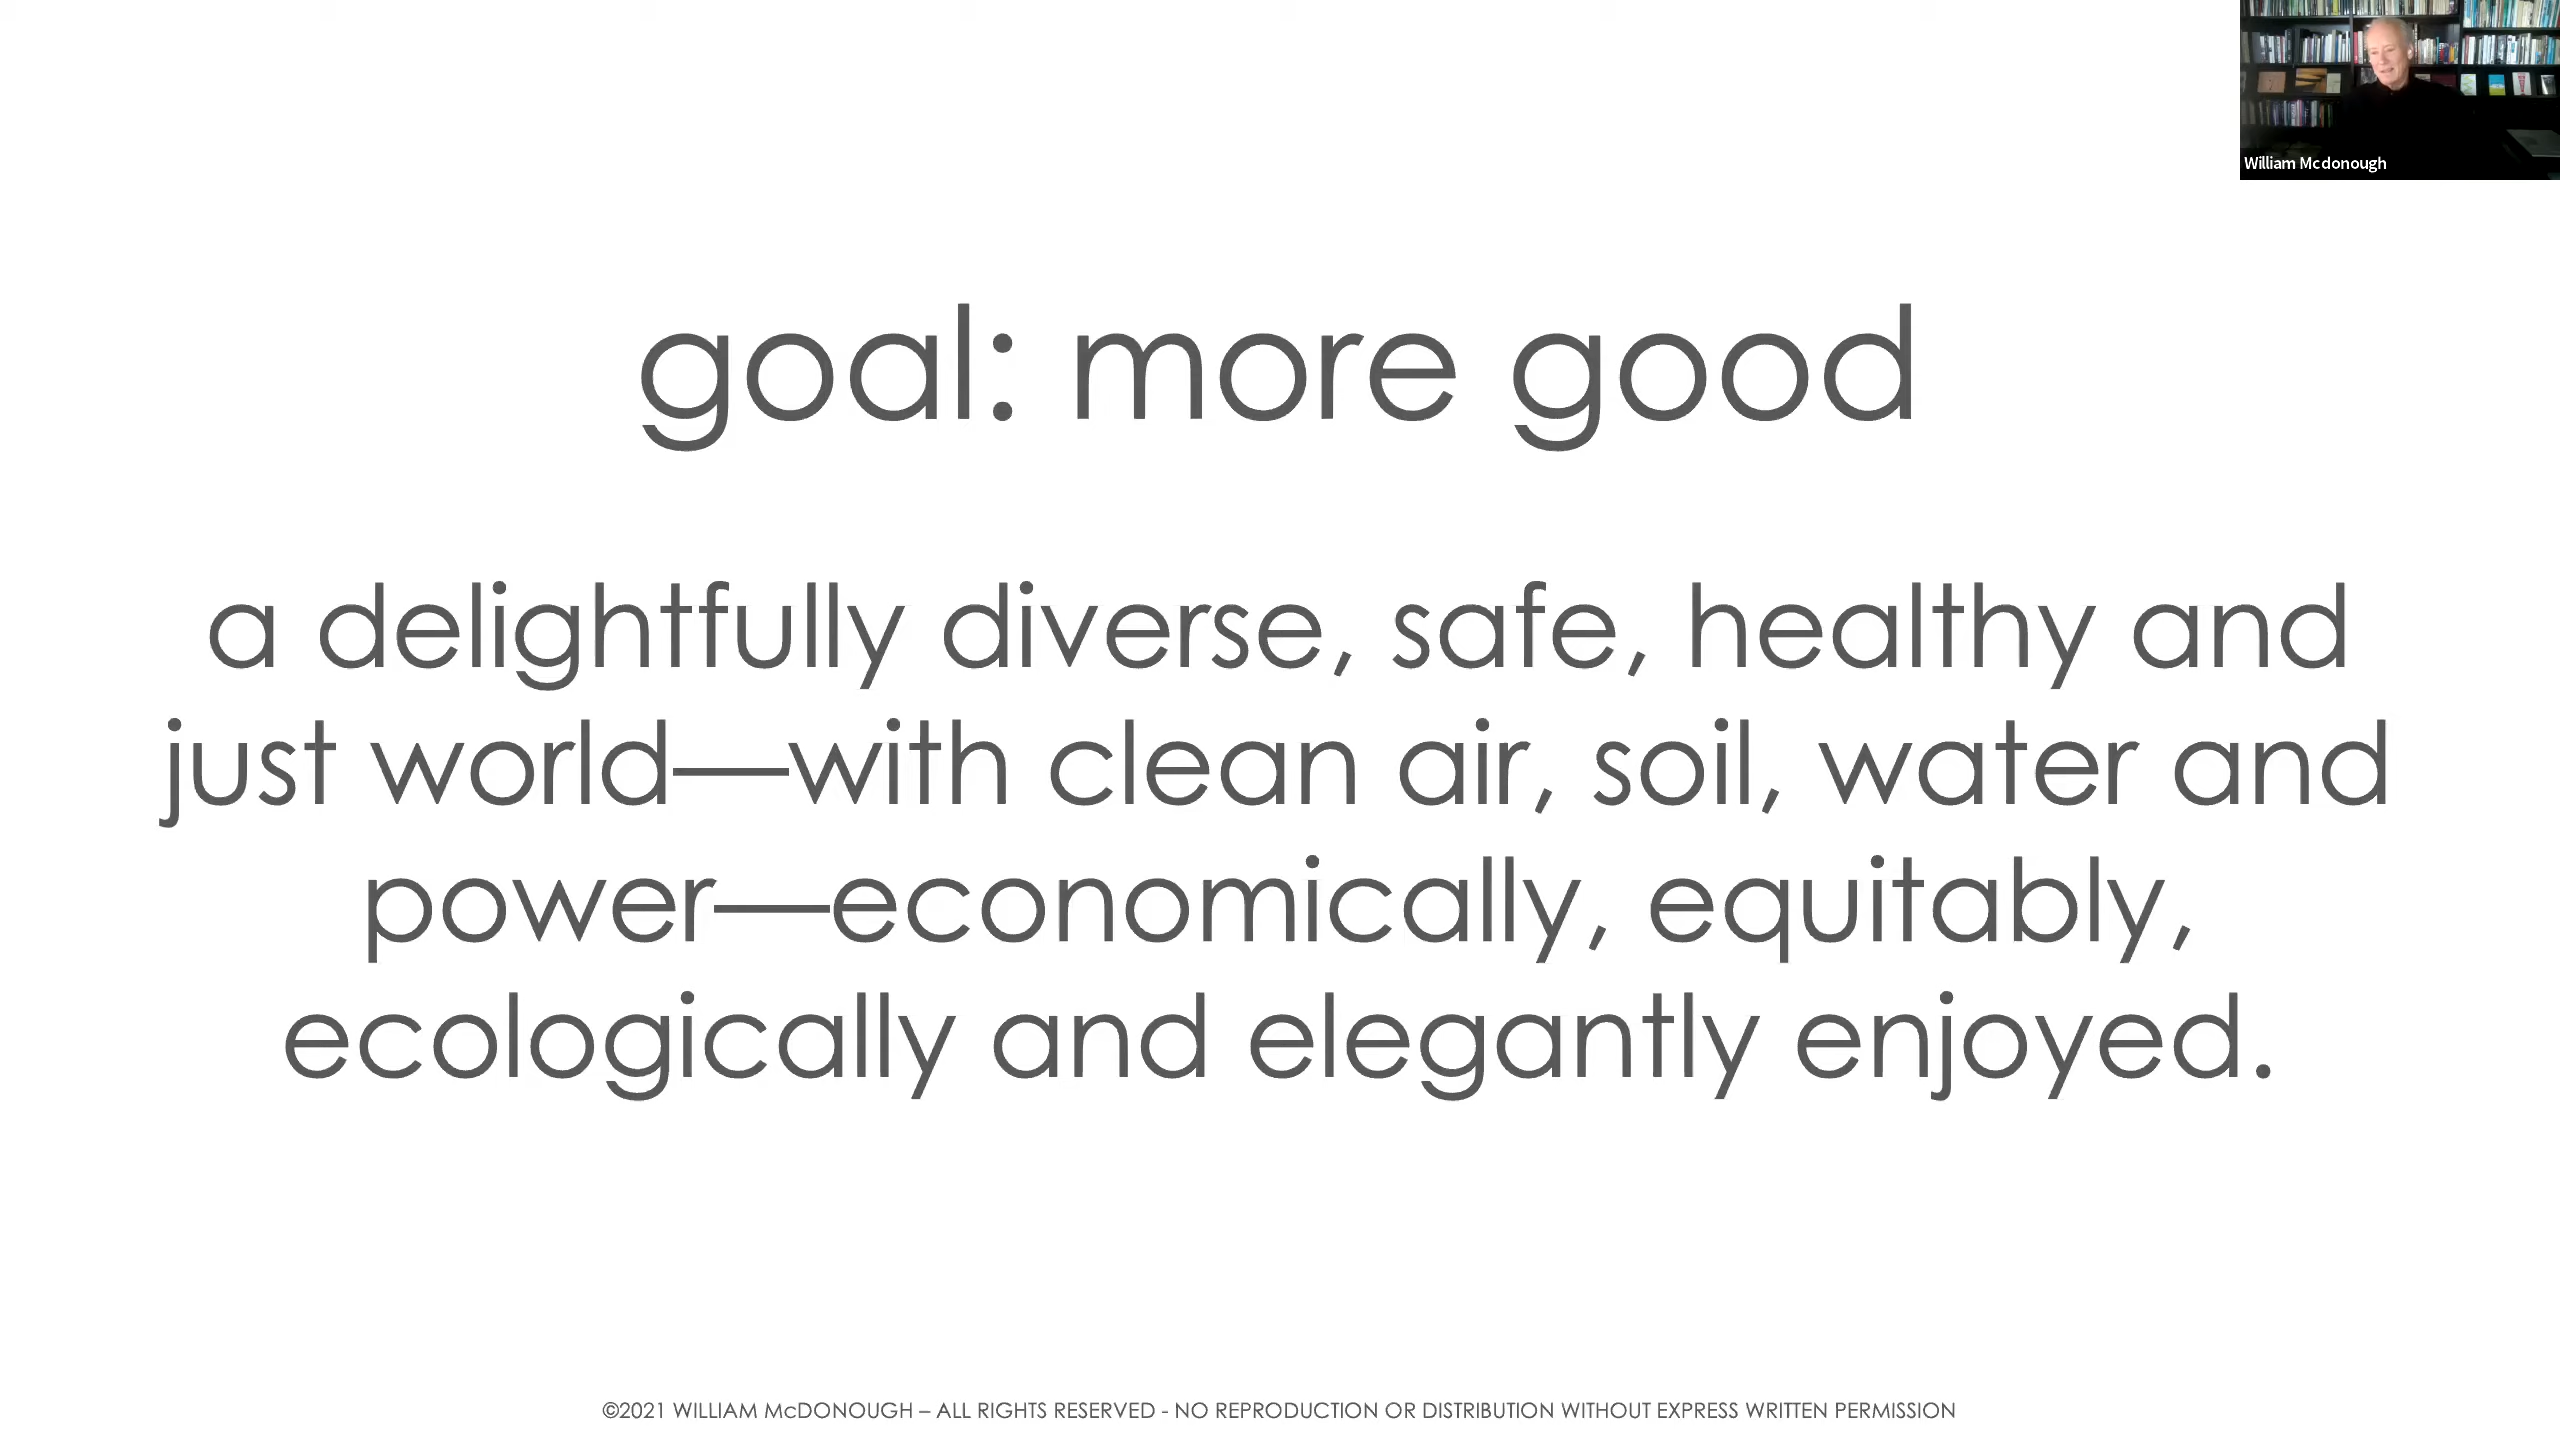 William Mcdonough
goal: more good
a delightfully diverse, safe, healthy and
just world—with clean air, soil, water and
power—economically, equitably,
ecologically and elegantly enjoyed.
©2021 WILLIAM McDONOUGH – ALL RIGHTS RESERVED - NO REPRODUCTION OR DISTRIBUTION WITHOUT EXPRESS WRITTEN PERMISSION